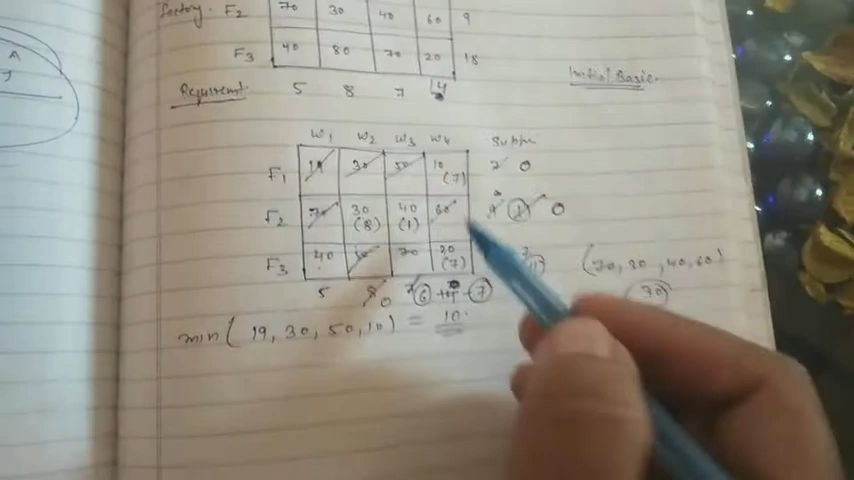 factory. F2 70 30 40 60 9
F3 40 80 70 20 18
A
Requirement 5 8 7 14
Initial Basic
W1 W2 W3 W4
F1 19 30 50 10 (7) 7 0
F2 70 30 (8) 40 (1) 60 9 1 0
F3 40 70 20 (7)
(70, 30, 40, 60)
5 8 0 6 7 30
min( 19, 30, 50, 10) = 10